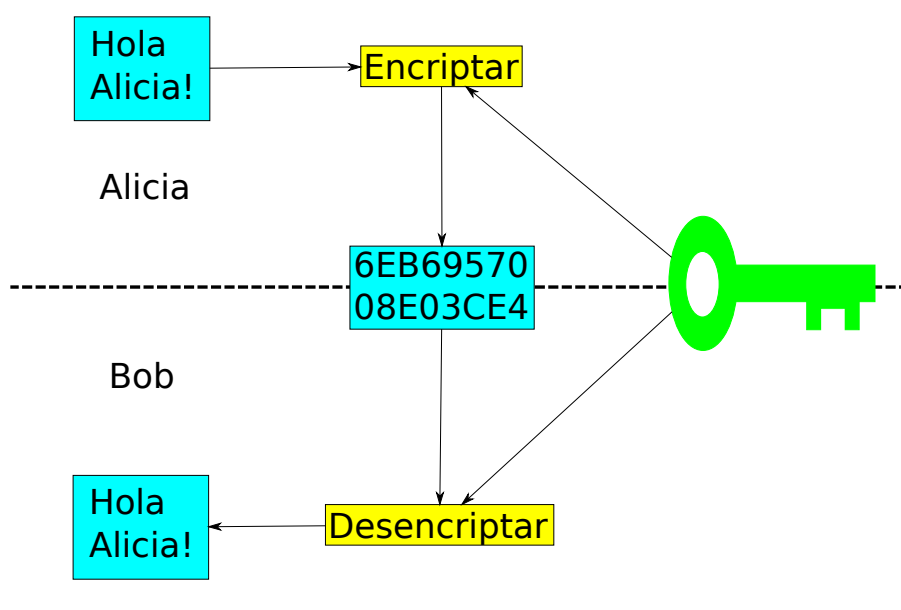 Hola
Alicia!
Encriptar
Alicia
6EB69570
08E03CE4
Bob
Hola
Alicia!
Desencriptar